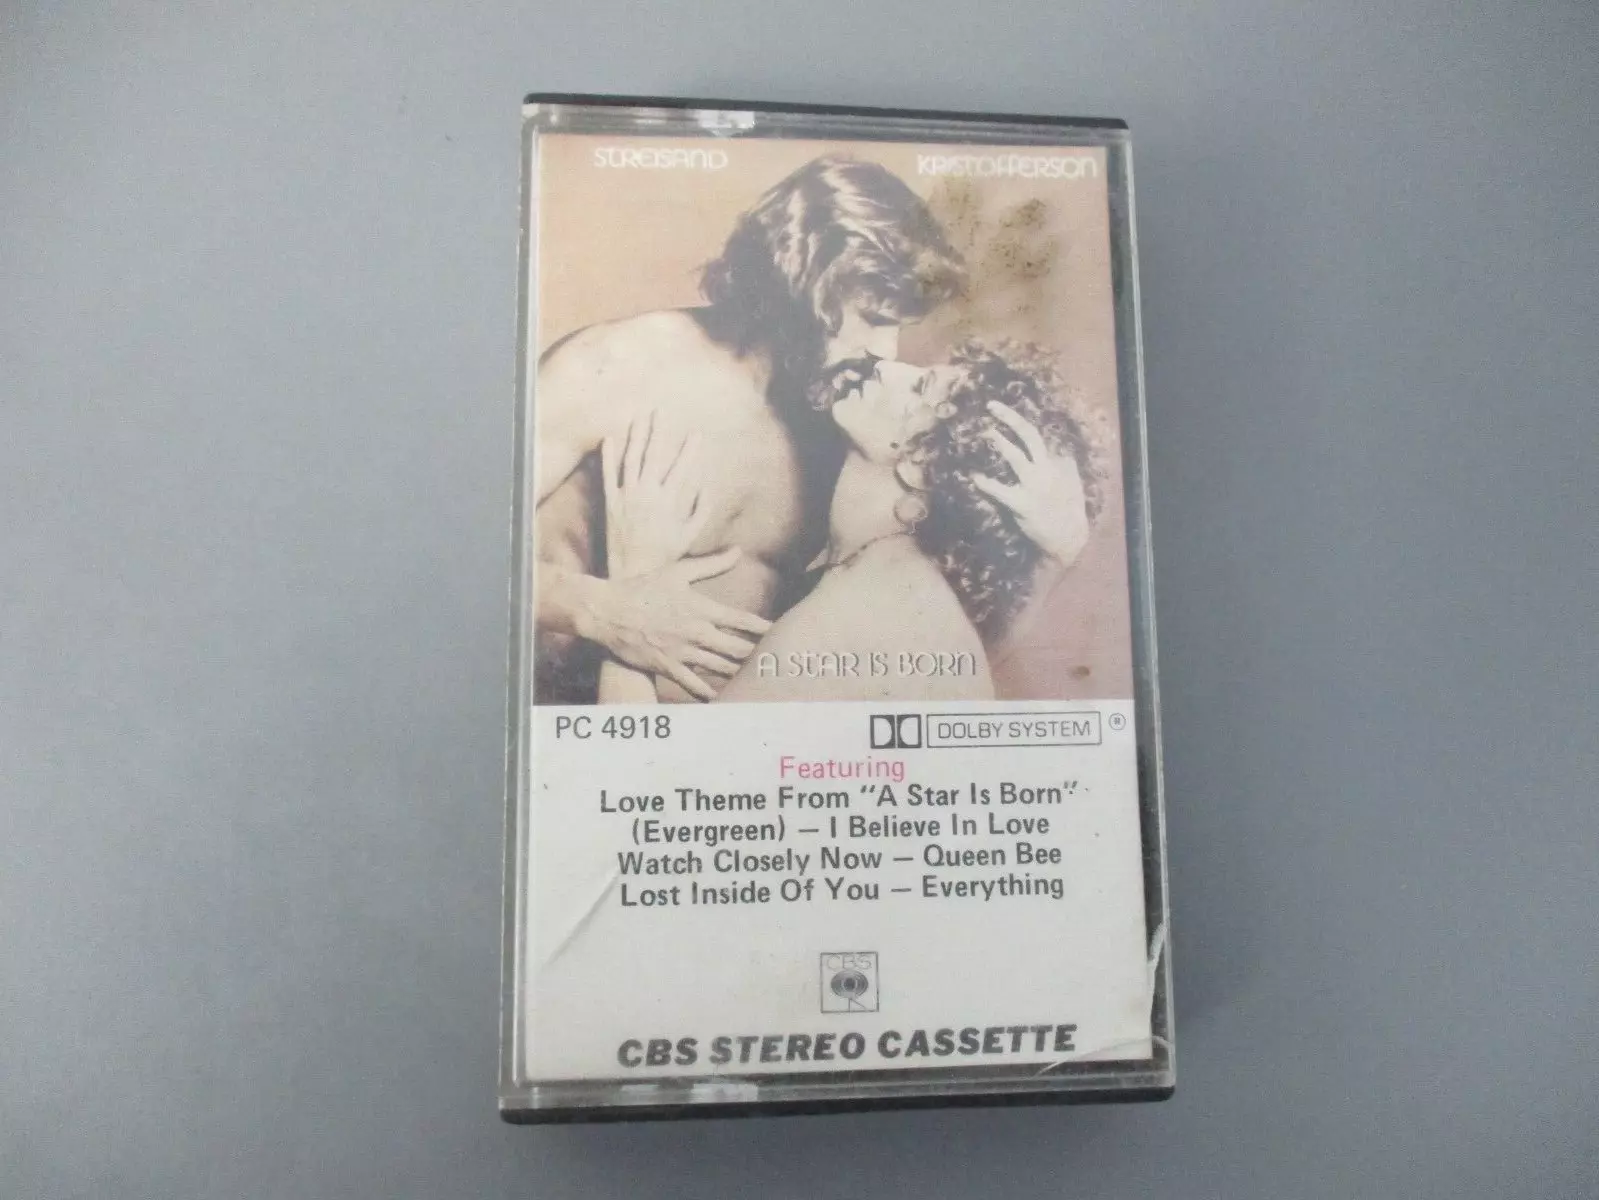 STREISAND KRISTOFFERSON
A STAR IS BORN
PC 4918 DOLBY SYSTEM ®
Featuring
Love Theme From "A Star Is Born"
(Evergreen) — I Believe In Love
Watch Closely Now — Queen Bee
Lost Inside Of You — Everything
CBS
CBS STEREO CASSETTE